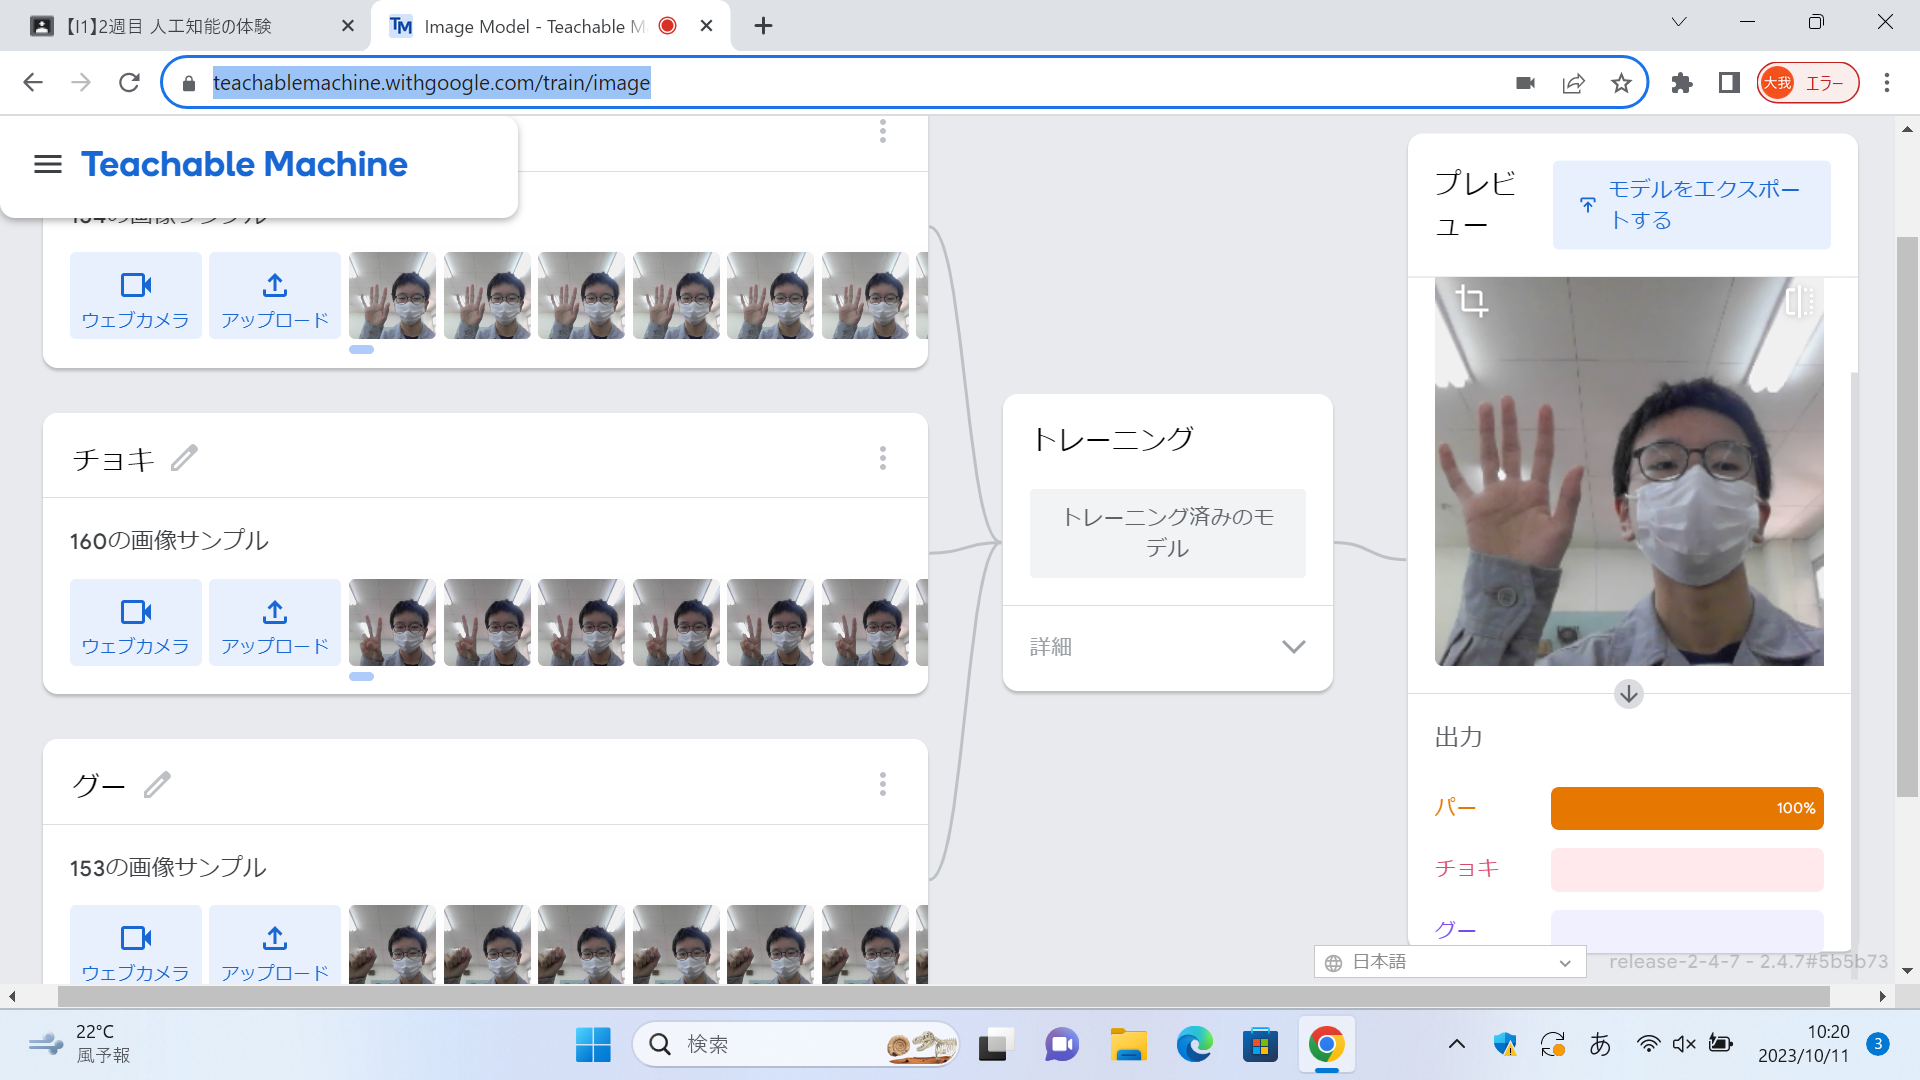 【I1】2週目 人工知能の体験
Image Model - Teachable M
teachablemachine.withgoogle.com/train/image
大我 エラー
Teachable Machine
ウェブカメラ
アップロード
チョキ
160の画像サンプル
ウェブカメラ
アップロード
グー
153の画像サンプル
ウェブカメラ
アップロード
トレーニング
トレーニング済みのモ
デル
詳細
プレビ
ュー
モデルをエクスポー
トする
出力
パー
100%
チョキ
グー
日本語
release-2-4-7 - 2.4.7#5b5b73
22°C
風予報
検索
あ
10:20
2023/10/11
3